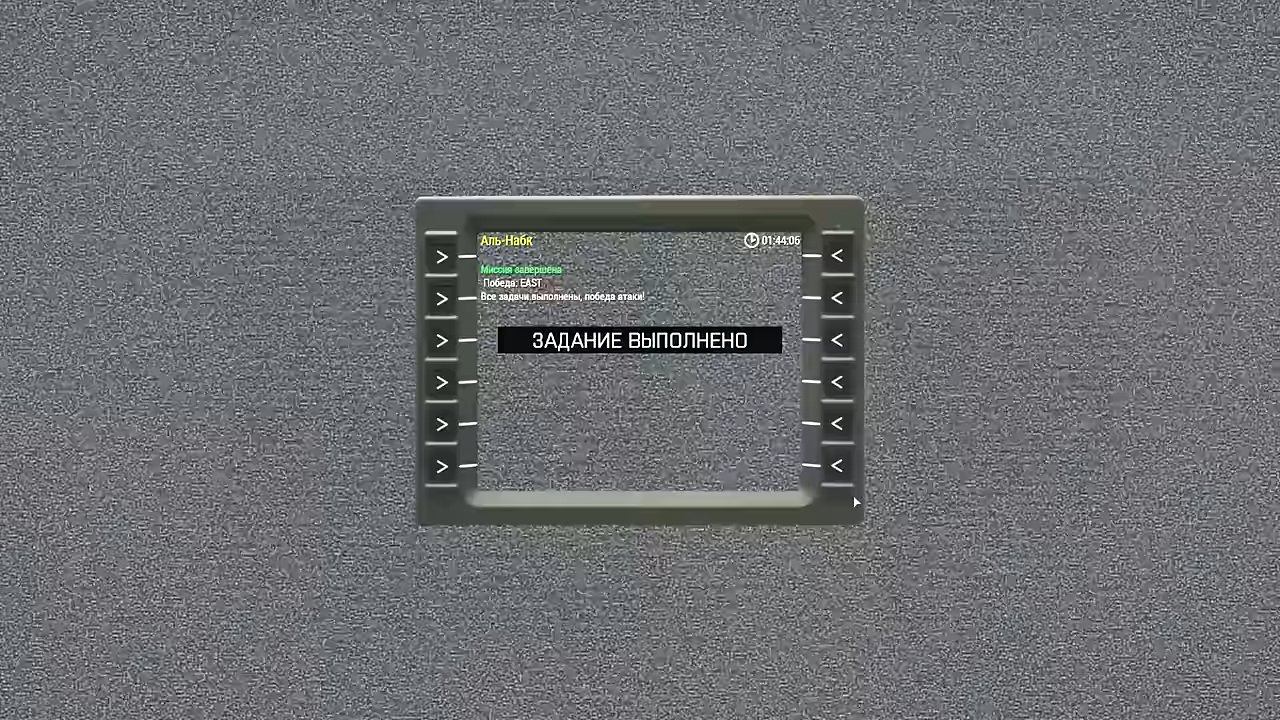 Аль-Набк 01:44:06
Миссия завершена
Победа: EAST
Все задачи выполнены, победа атаки!
ЗАДАНИЕ ВЫПОЛНЕНО